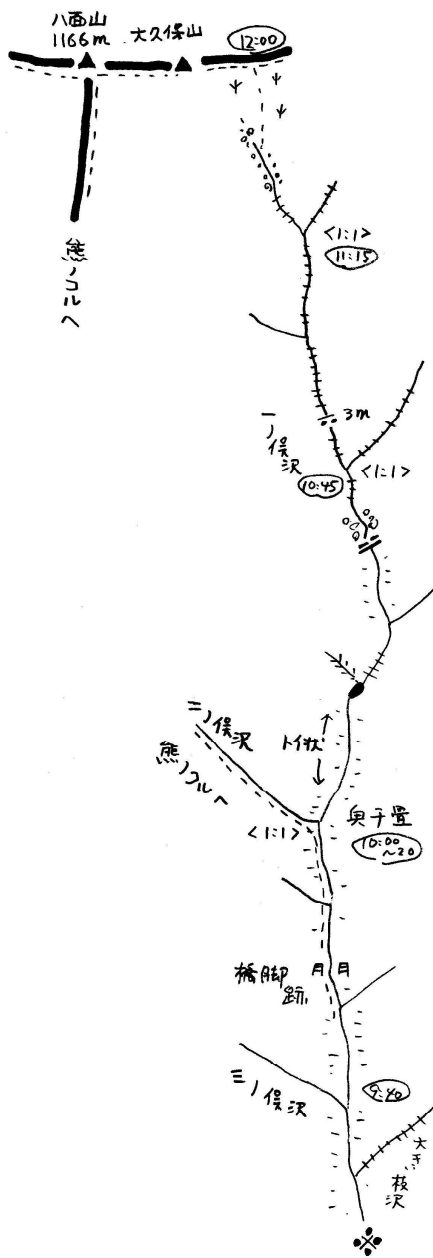 八面山
1166m
大久保山
12:00
熊ノコルへ
<1:1>
11:15
3m
一ノ俣沢
10:45
<1:1>
二ノ俣沢
熊ノコルへ
トイ状
<1:1>
奥千畳
10:00
~20
橋脚
跡
三ノ俣沢
9:40
大きい
枝沢